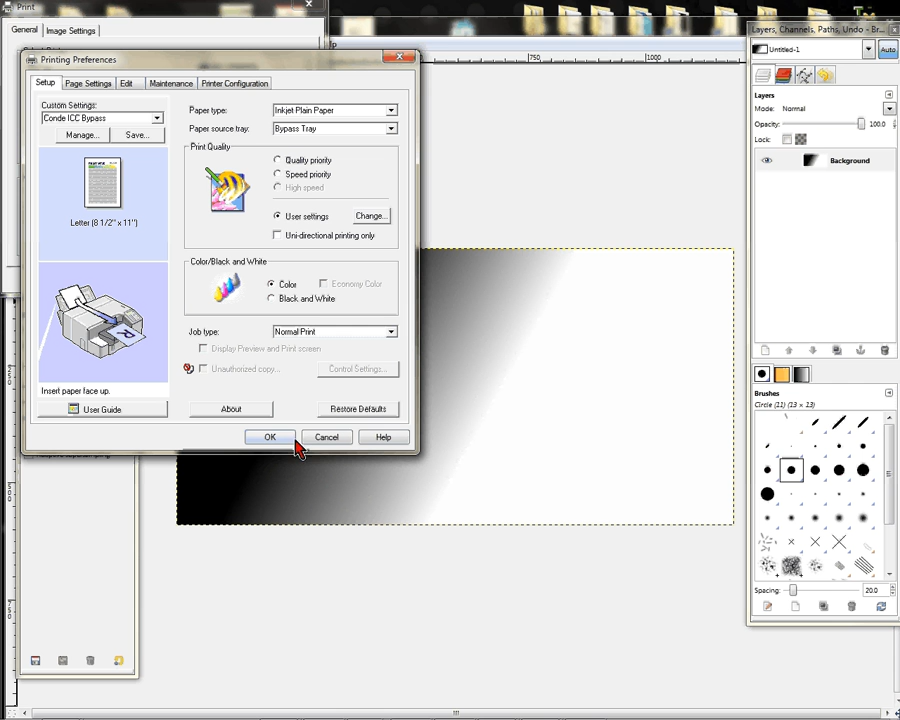 Print
General
Image Settings
Printing Preferences
Setup
Page Settings
Edit
Maintenance
Printer Configuration
Custom Settings:
Conde ICC Bypass
Manage...
Save...
Letter (8 1/2" x 11")
Insert paper face up.
User Guide
Paper type:
Inkjet Plain Paper
Paper source tray:
Bypass Tray
Print Quality
Quality priority
Speed priority
High speed
User settings
Change...
Uni-directional printing only
Color/Black and White
Color
Economy Color
Black and White
Job type:
Normal Print
Display Preview and Print screen
Unauthorized copy...
Control Settings...
About
Restore Defaults
OK
Cancel
Help
750
1000
Layers, Channels, Paths, Undo - Br...
Untitled-1
Auto
Layers
Mode: Normal
Opacity:
100.0
Lock:
Background
Brushes
Circle (11) (13 × 13)
Spacing:
20.0